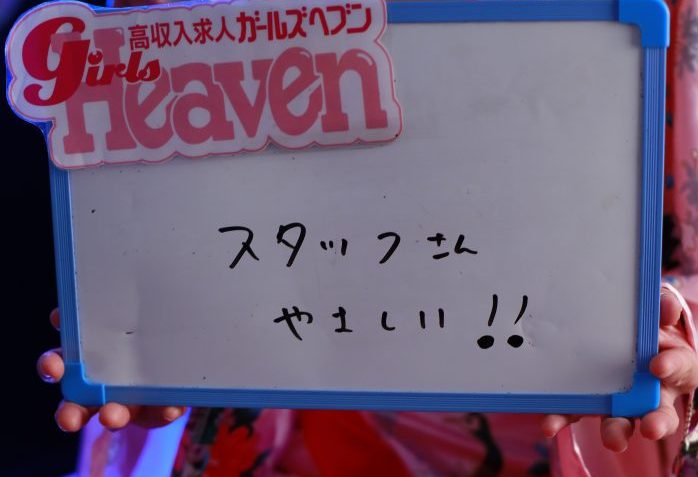 高収入求人ガールズヘブン
Girls
Heaven
スタッフさん
やさしい!!